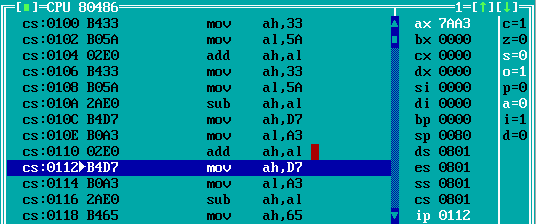 [■]=CPU 80486 1=[↑][↓]
cs:0100 B433 mov ah,33 ax 7AA3 c=1
cs:0102 B05A mov al,5A bx 0000 z=0
cs:0104 02E0 add ah,al cx 0000 s=0
cs:0106 B433 mov ah,33 dx 0000 o=1
cs:0108 B05A mov al,5A si 0000 p=0
cs:010A 2AE0 sub ah,al di 0000 a=0
cs:010C B4D7 mov ah,D7 bp 0000 i=1
cs:010E B0A3 mov al,A3 sp 0080 d=0
cs:0110 02E0 add ah,al ds 0801
cs:0112►B4D7 mov ah,D7 es 0801
cs:0114 B0A3 mov al,A3 ss 0801
cs:0116 2AE0 sub ah,al cs 0801
cs:0118 B465 mov ah,65 ip 0112